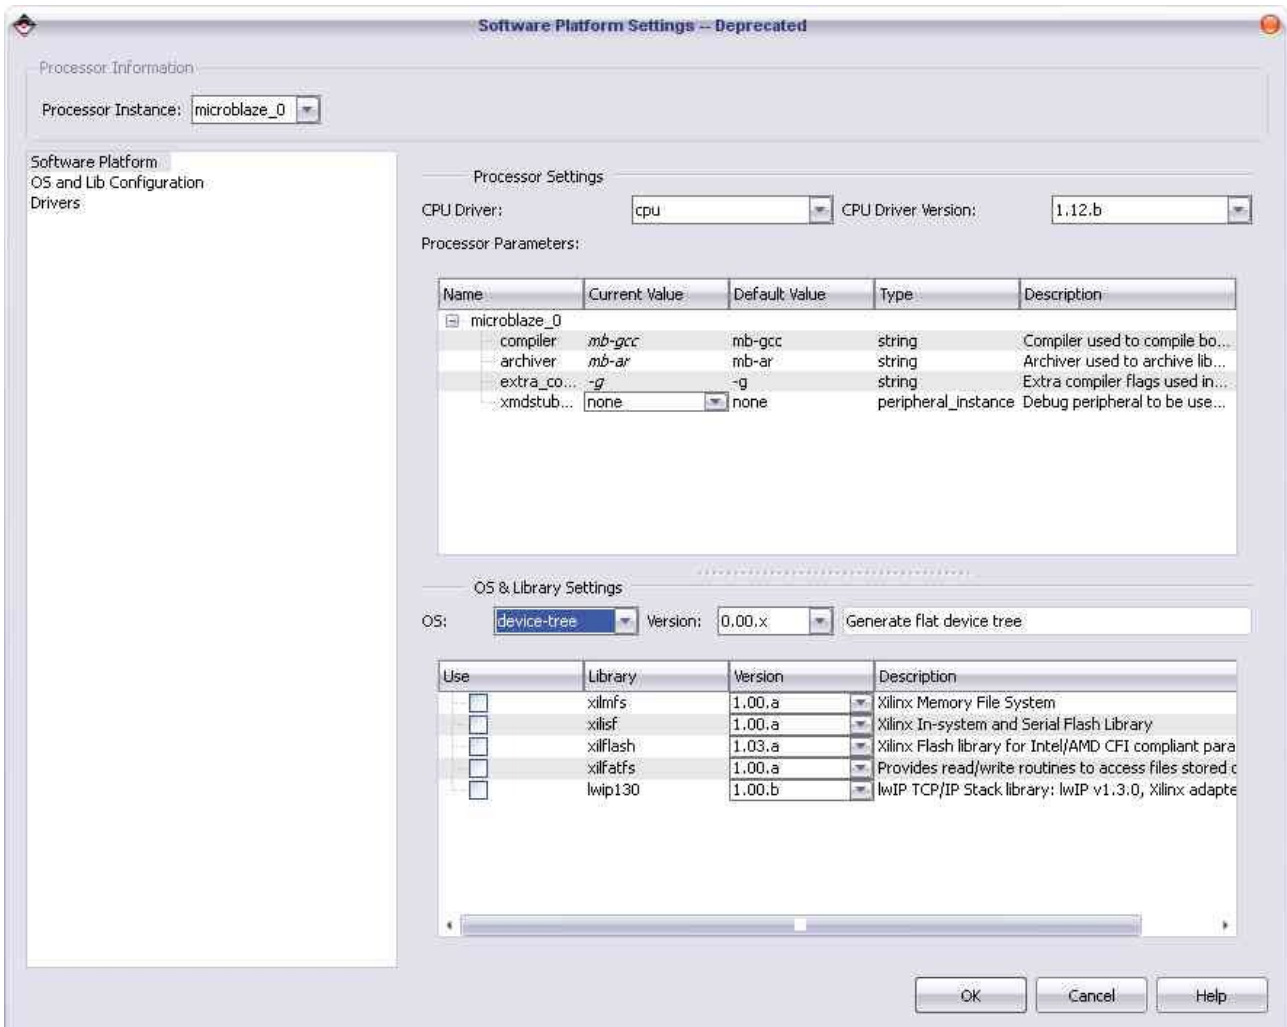 Software Platform Settings -- Deprecated
Processor Information
Processor Instance: microblaze_0
Software Platform
OS and Lib Configuration
Drivers
Processor Settings
CPU Driver: cpu CPU Driver Version: 1.12.b
Processor Parameters:
Name Current Value Default Value Type Description
microblaze_0
compiler mb-gcc mb-gcc string Compiler used to compile bo...
archiver mb-ar mb-ar string Archiver used to archive lib...
extra_co... -g -g string Extra compiler flags used in...
xmdstub... none none peripheral_instance Debug peripheral to be use...
OS & Library Settings
OS: device-tree Version: 0.00.x Generate flat device tree
Use Library Version Description
xilmfs 1.00.a Xilinx Memory File System
xilisf 1.00.a Xilinx In-system and Serial Flash Library
xilflash 1.03.a Xilinx Flash library for Intel/AMD CFI compliant para
xilfatfs 1.00.a Provides read/write routines to access files stored o
lwip130 1.00.b lwIP TCP/IP Stack library: lwIP v1.3.0, Xilinx adapte
OK Cancel Help